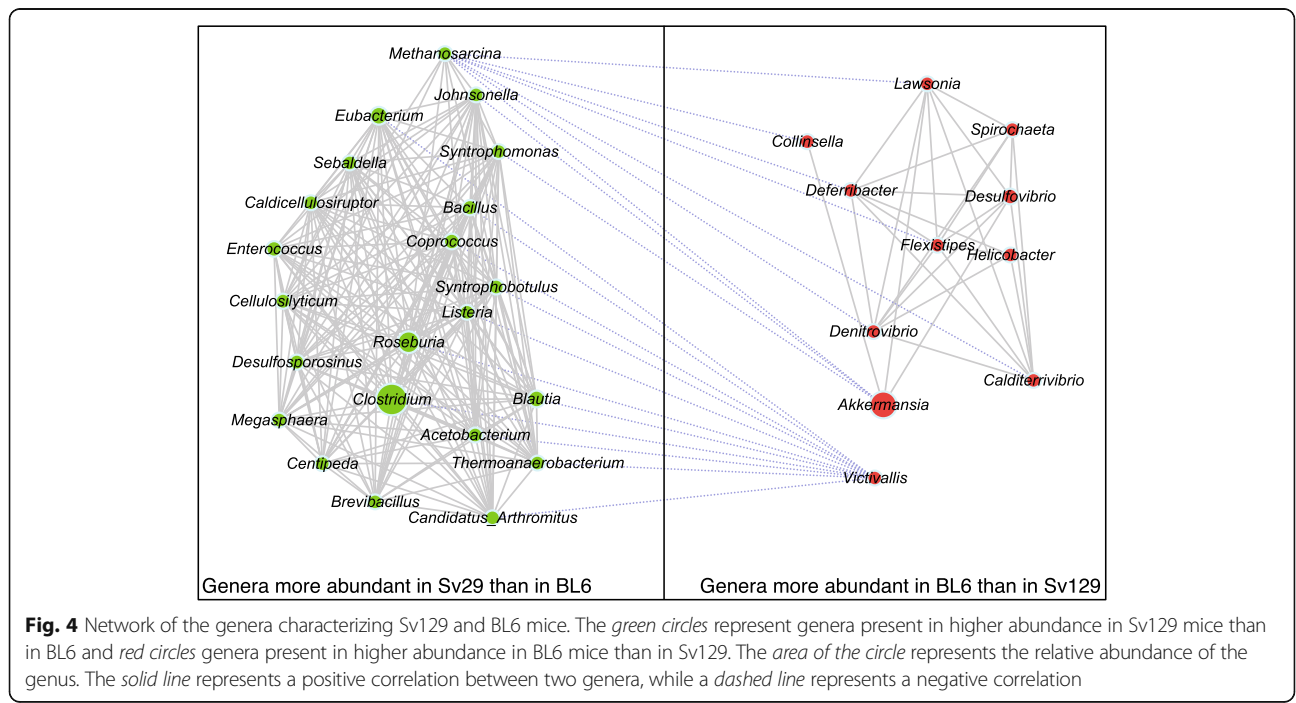 Methanosarcina
Johnsonella
Eubacterium
Syntrophomonas
Sebaldella
Caldicellulosiruptor
Bacillus
Enterococcus
Coprococcus
Syntrophobotulus
Cellulosilyticum
Listeria
Roseburia
Desulfosporosinus
Clostridium
Blautia
Megasphaera
Acetobacterium
Centipeda
Thermoanaerobacterium
Brevibacillus
Candidatus_Arthromitus
Genera more abundant in Sv29 than in BL6
Lawsonia
Spirochaeta
Collinsella
Deferribacter
Desulfovibrio
Flexistipes
Helicobacter
Denitrovibrio
Calditerrivibrio
Akkermansia
Victivallis
Genera more abundant in BL6 than in Sv129
Fig. 4 Network of the genera characterizing Sv129 and BL6 mice. The green circles represent genera present in higher abundance in Sv129 mice than
in BL6 and red circles genera present in higher abundance in BL6 mice than in Sv129. The area of the circle represents the relative abundance of the
genus. The solid line represents a positive correlation between two genera, while a dashed line represents a negative correlation